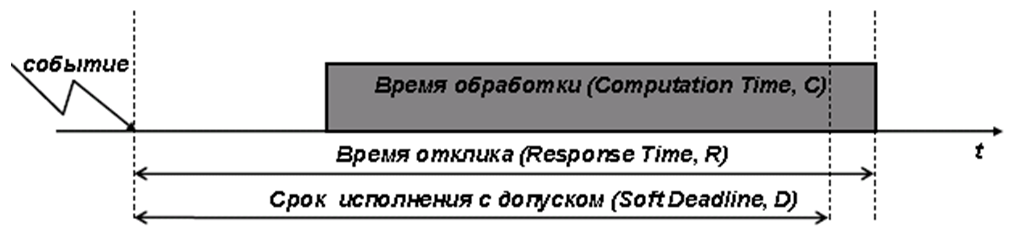 событие
Время обработки (Computation Time, C)
t
Время отклика (Response Time, R)
Срок исполнения с допуском (Soft Deadline, D)